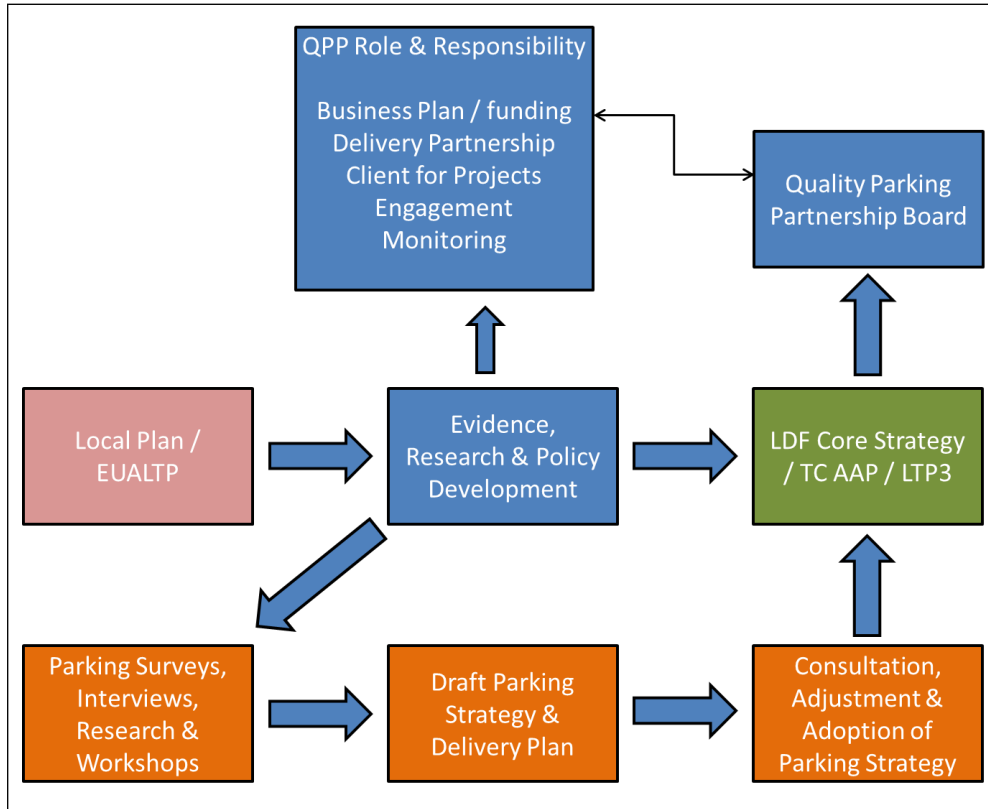 QPP Role & Responsibility
Business Plan / funding
Delivery Partnership
Client for Projects
Engagement
Monitoring
Quality Parking
Partnership Board
Local Plan /
EUALTP
Evidence,
Research & Policy
Development
LDF Core Strategy
/ TC AAP / LTP3
Parking Surveys,
Interviews,
Research &
Workshops
Draft Parking
Strategy &
Delivery Plan
Consultation,
Adjustment &
Adoption of
Parking Strategy